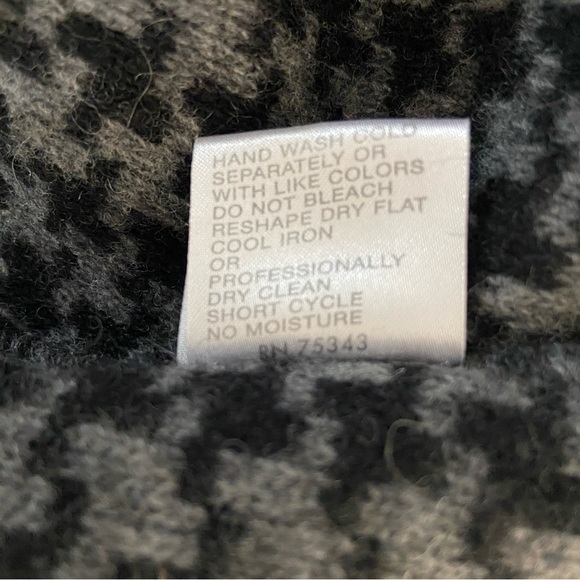 HAND WASH COLD
SEPARATELY OR
WITH LIKE COLORS
DO NOT BLEACH
RESHAPE DRY FLAT
COOL IRON
OR
PROFESSIONALLY
DRY CLEAN
SHORT CYCLE
NO MOISTURE
RN 75343